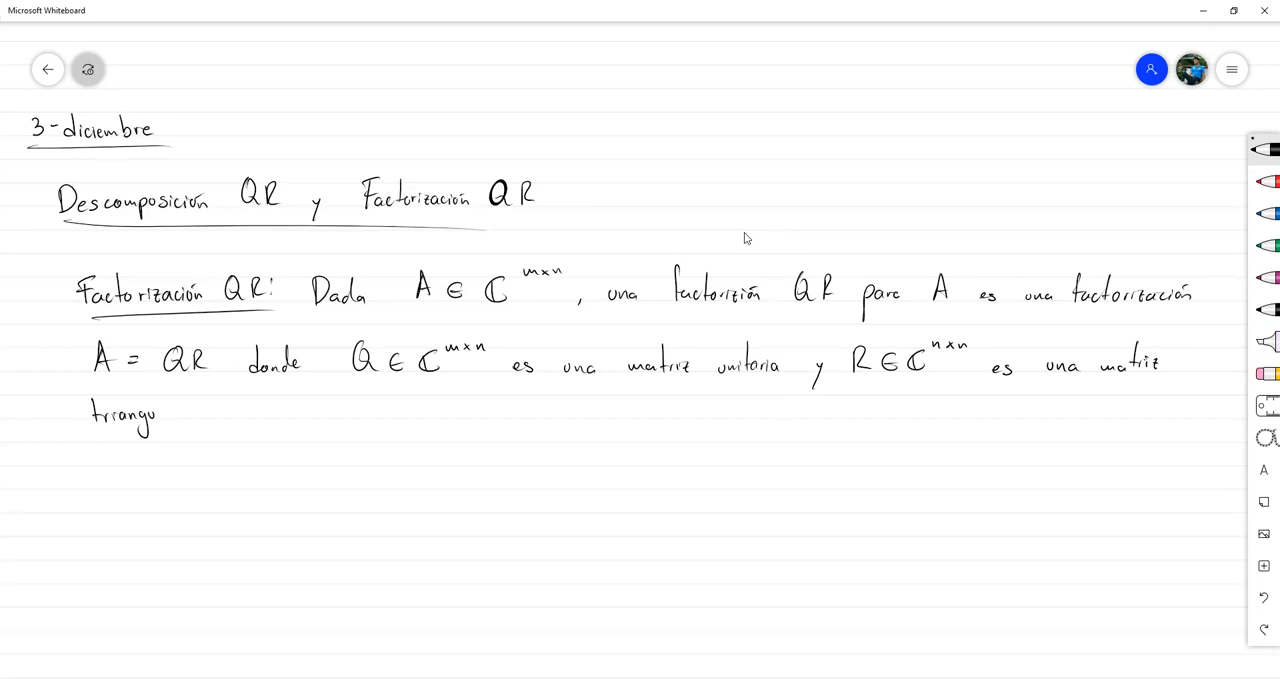 Microsoft Whiteboard
3-diciembre
Descomposición QR y Factorización QR
Factorización QR: Dada A ∈ ℂ^{m×n}, una factorizión QR para A es una factorización
A = QR donde Q ∈ ℂ^{m×n} es una matriz unitaria y R ∈ ℂ^{n×n} es una matriz
triangu
A